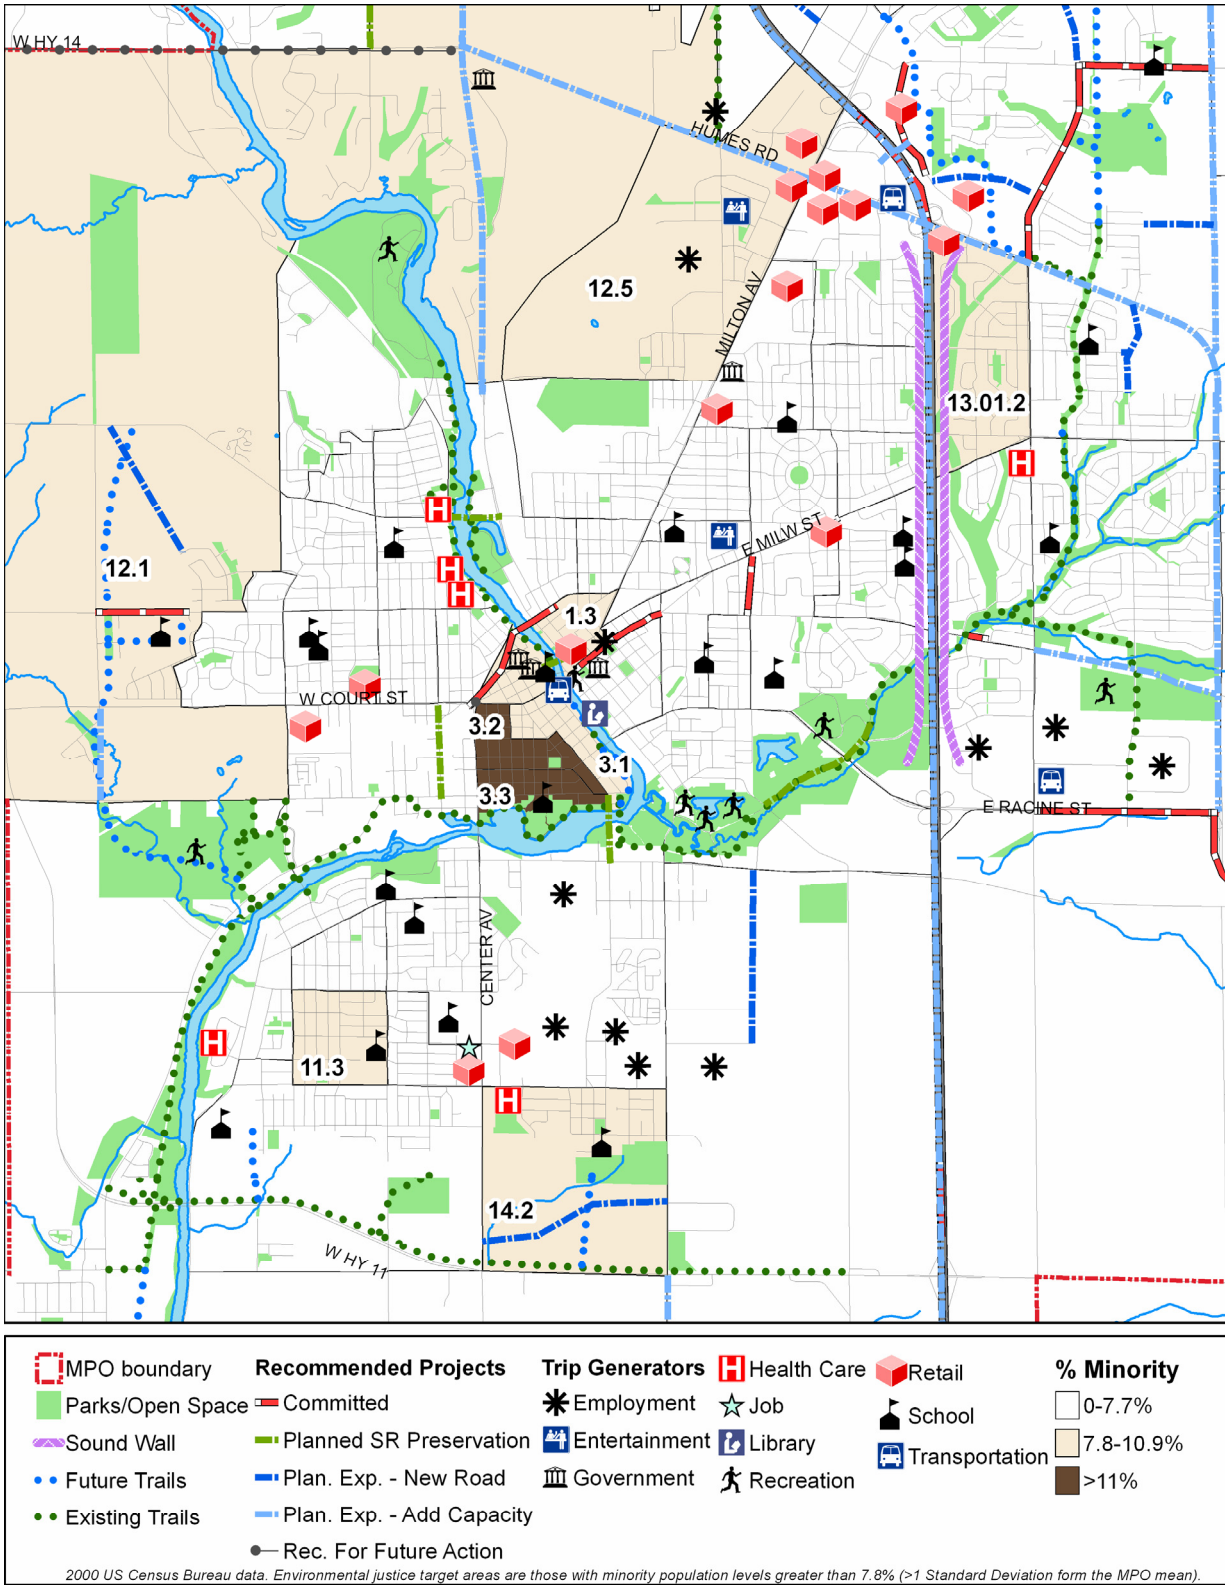 W HY 14
HUMES RD
12.5
MILTON AV
13.01.2
E MILW ST
12.1
1.3
W COURT ST
3.2
3.1
3.3
E RACINE ST
CENTER AV
11.3
14.2
W HY 11
MPO boundary
Parks/Open Space
Sound Wall
Future Trails
Existing Trails
Recommended Projects
Committed
Planned SR Preservation
Plan. Exp. - New Road
Plan. Exp. - Add Capacity
Rec. For Future Action
Trip Generators
Employment
Entertainment
Government
Health Care
Job
Library
Recreation
Retail
School
Transportation
% Minority
0-7.7%
7.8-10.9%
>11%
2000 US Census Bureau data. Environmental justice target areas are those with minority population levels greater than 7.8% (>1 Standard Deviation form the MPO mean).